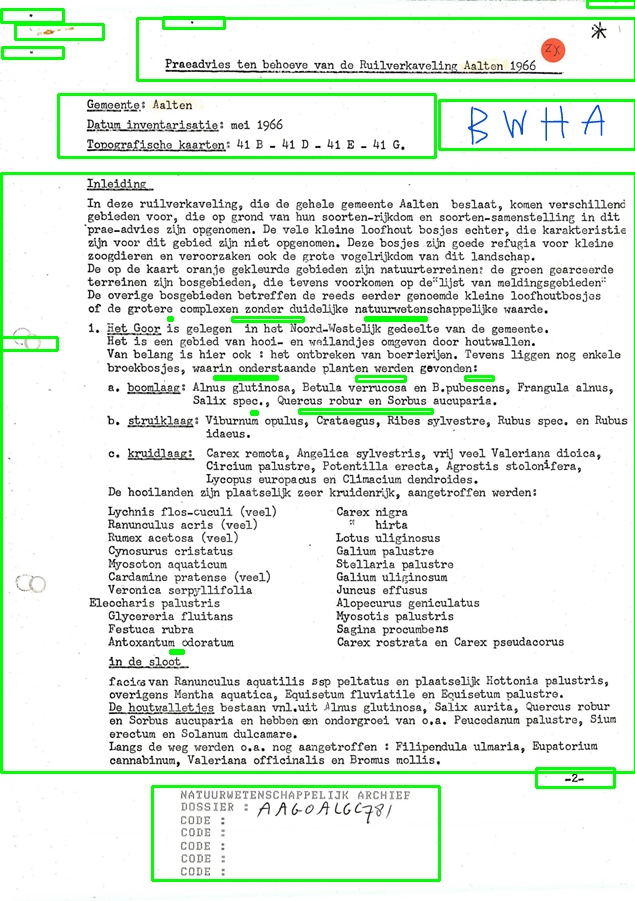 Praeadvies ten behoeve van de Ruilverkaveling Aalten 1966
Gemeente: Aalten
Datum inventarisatie: mei 1966
Topografische kaarten: 41 B - 41 D - 41 E - 41 G.
BWHA
Inleiding
In deze ruilverkaveling, die de gehele gemeente Aalten beslaat, komen verschillend
gebieden voor, die op grond van hun soorten-rijkdom en soorten-samenstelling in dit
prae-advies zijn opgenomen. De vele kleine loofhout bosjes echter, die karakteristie
zijn voor dit gebied zijn niet opgenomen. Deze bosjes zijn goede refugia voor kleine
zoogdieren en veroorzaken ook de grote vogelrijkdom van dit landschap.
De op de kaart oranje gekleurde gebieden zijn natuurterreinen: de groen gearceerde
terreinen zijn bosgebieden, die tevens voorkomen op de"lijst van meldingsgebieden"
De overige bosgebieden betreffen de reeds eerder genoemde kleine loofhoutbosjes
of de grotere complexen zonder duidelijke natuurwetenschappelijke waarde.
1. Het Goor is gelegen in het Noord-Westelijk gedeelte van de gemeente.
Het is een gebied van hooi- en weilandjes omgeven door houtwallen.
Van belang is hier ook : het ontbreken van boerierijen. Tevens liggen nog enkele
broekbosjes, waarin onderstaande planten werden gevonden:
a. boomlaag: Alnus glutinosa, Betula verrucosa en B.pubescens, Frangula alnus,
Salix spec., Quercus robur en Sorbus aucuparia.
b. struiklaag: Viburnum opulus, Crataegus, Ribes sylvestre, Rubus spec. en Rubus
idaeus.
c. kruidlaag: Carex remota, Angelica sylvestris, vrij veel Valeriana dioica,
Circium palustre, Potentilla erecta, Agrostis stolonifera,
Lycopus europacus en Climacium dendroides.
De hooilanden zijn plaatselijk zeer kruidenrijk, aangetroffen werden:
Lychnis flos-cuculi (veel) Carex nigra
Ranunculus acris (veel) " hirta
Rumex acetosa (veel) Lotus uliginosus
Cynosurus cristatus Galium palustre
Myosoton aquaticum Stellaria palustre
Cardamine pratense (veel) Galium uliginosum
Veronica serpyllifolia Juncus effusus
Eleocharis palustris Alopecurus geniculatus
Glycereria fluitans Myosotis palustris
Festuca rubra Sagina procumbens
Antoxantum odoratum Carex rostrata en Carex pseudacorus
in de sloot
facies van Ranunculus aquatilis ssp peltatus en plaatselijk Hottonia palustris,
overigens Mentha aquatica, Equisetum fluviatile en Equisetum palustre.
De houtwalletjes bestaan vnl.uit Alnus glutinosa, Salix aurita, Quercus robur
en Sorbus aucuparia en hebben een ondergroei van o.a. Peucedanum palustre, Sium
erectum en Solanum dulcamare.
Langs de weg werden o.a. nog aangetroffen : Filipendula ulmaria, Eupatorium
cannabinum, Valeriana officinalis en Bromus mollis.
-2-
NATUURWETENSCHAPPELIJK ARCHIEF
DOSSIER : AAGOALGC781
CODE :
CODE :
CODE :
CODE :
CODE :